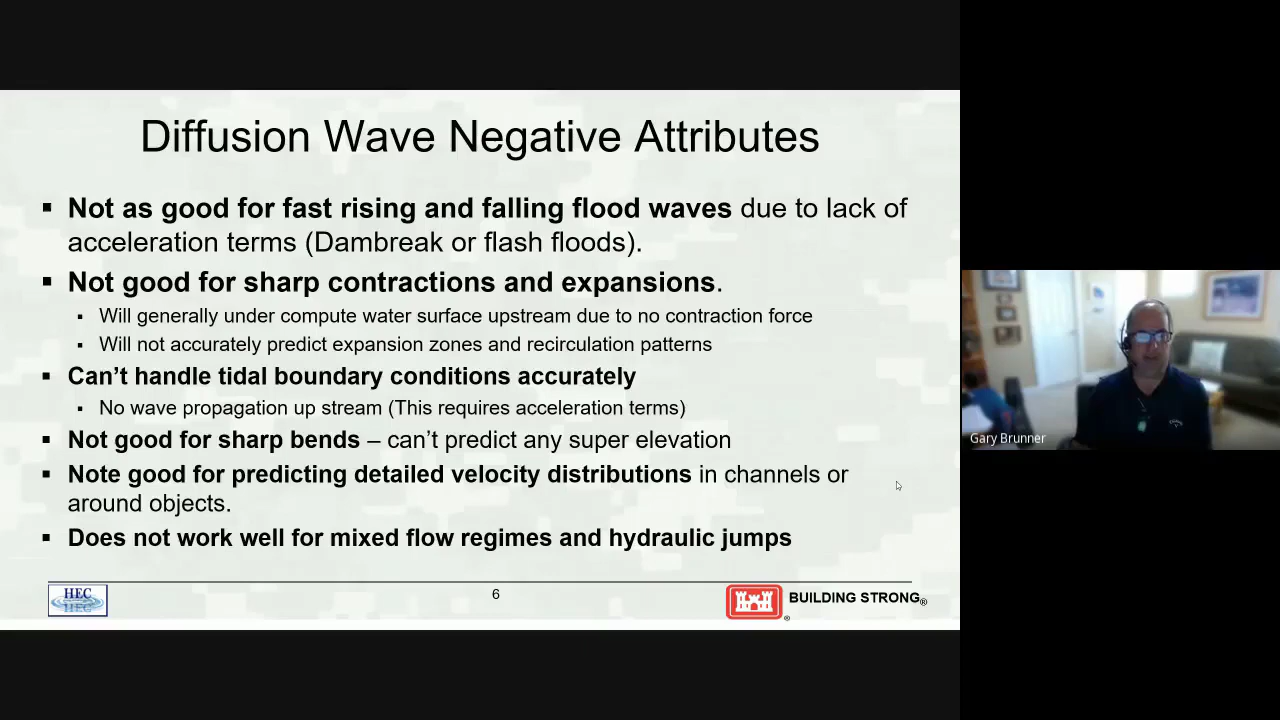 Diffusion Wave Negative Attributes
▪ Not as good for fast rising and falling flood waves due to lack of
acceleration terms (Dambreak or flash floods).
▪ Not good for sharp contractions and expansions.
▪ Will generally under compute water surface upstream due to no contraction force
▪ Will not accurately predict expansion zones and recirculation patterns
▪ Can't handle tidal boundary conditions accurately
▪ No wave propagation up stream (This requires acceleration terms)
▪ Not good for sharp bends – can't predict any super elevation
▪ Note good for predicting detailed velocity distributions in channels or
around objects.
▪ Does not work well for mixed flow regimes and hydraulic jumps
HEC
6
®
BUILDING STRONG®
Gary Brunner